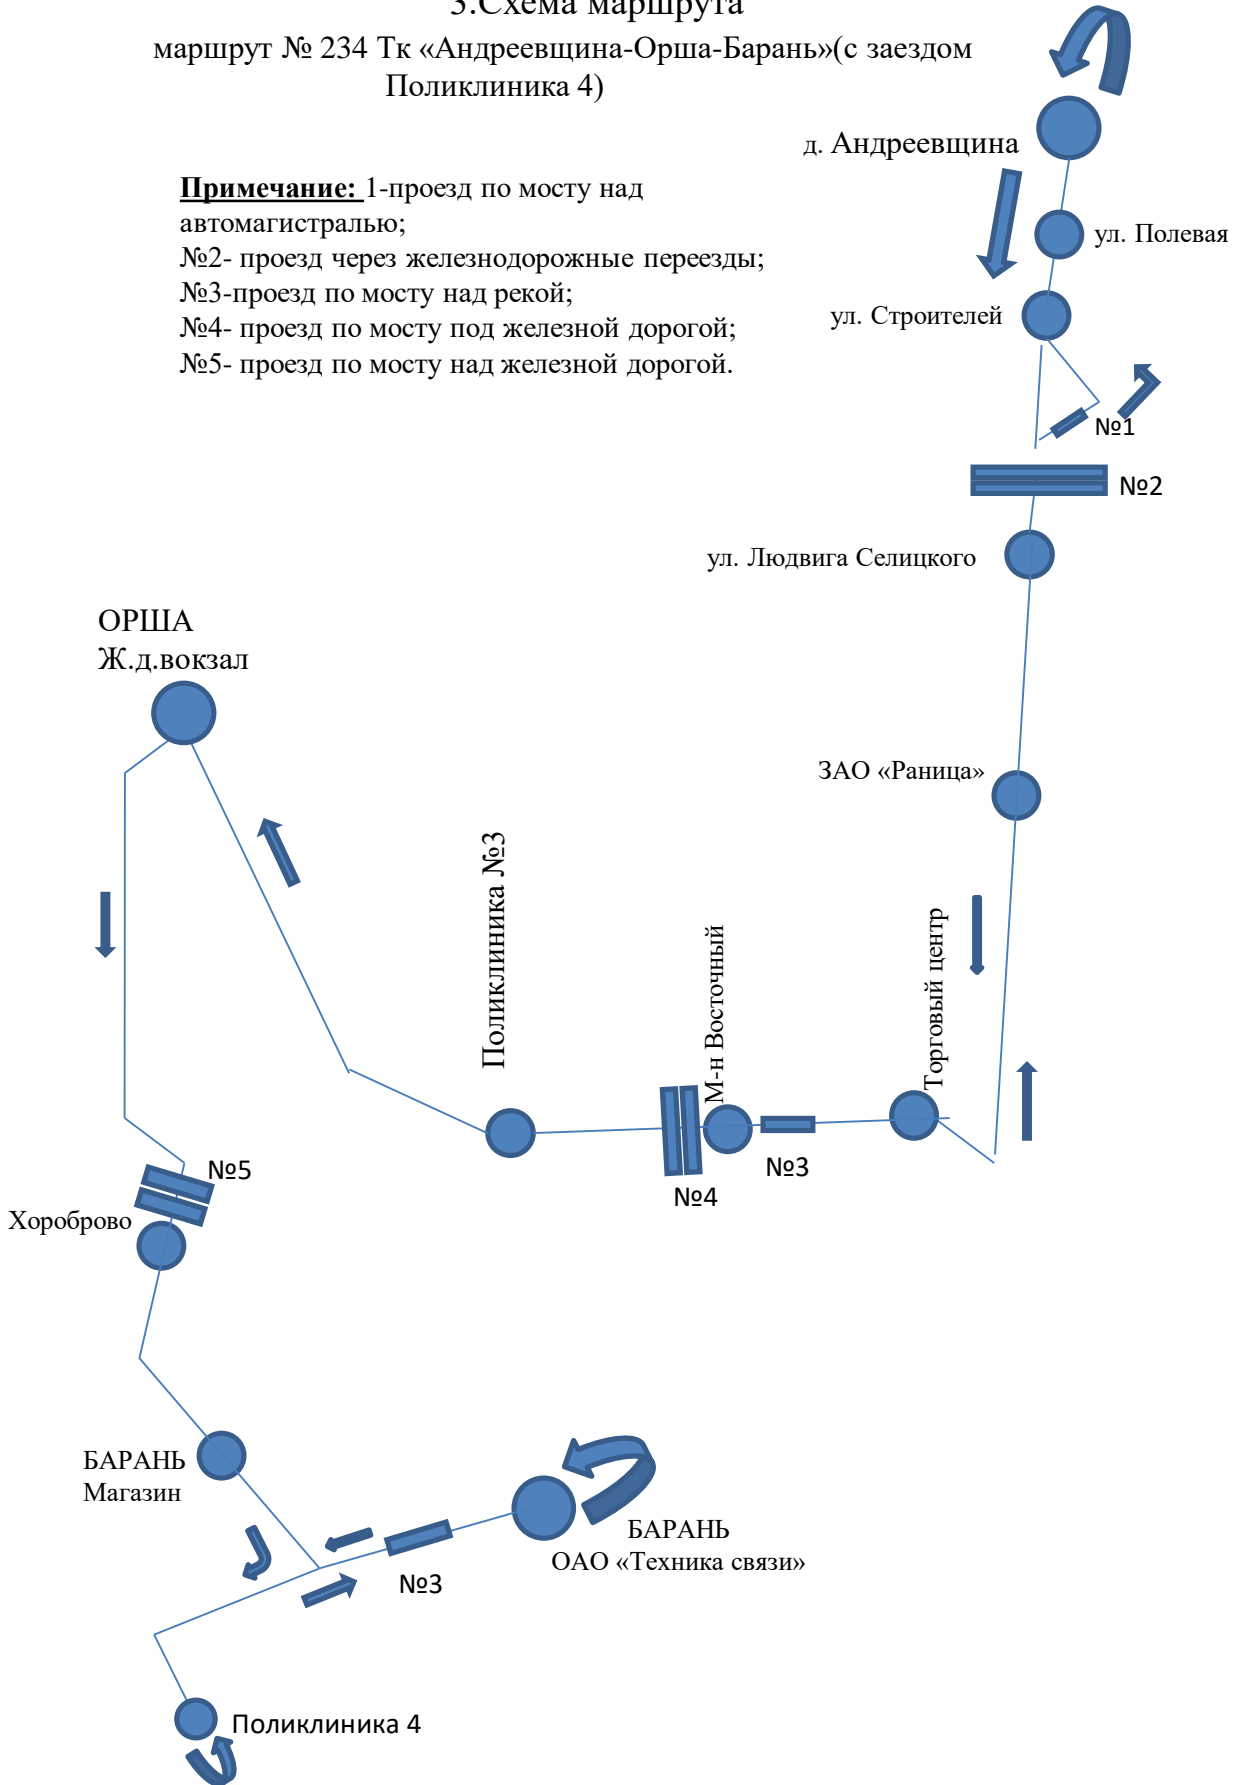 3.Схема маршрута
маршрут № 234 Тк «Андреевщина-Орша-Барань»(с заездом
Поликлиника 4)
д. Андреевщина
Примечание: 1-проезд по мосту над
автомагистралью;
№2- проезд через железнодорожные переезды;
№3-проезд по мосту над рекой;
№4- проезд по мосту под железной дорогой;
№5- проезд по мосту над железной дорогой.
ул. Полевая
ул. Строителей
№1
№2
ул. Людвига Селицкого
ОРША
Ж.д.вокзал
ЗАО «Раница»
Поликлиника №3
М-н Восточный
Торговый центр
№3
№4
№5
Хороброво
БАРАНЬ
Магазин
БАРАНЬ
ОАО «Техника связи»
№3
Поликлиника 4